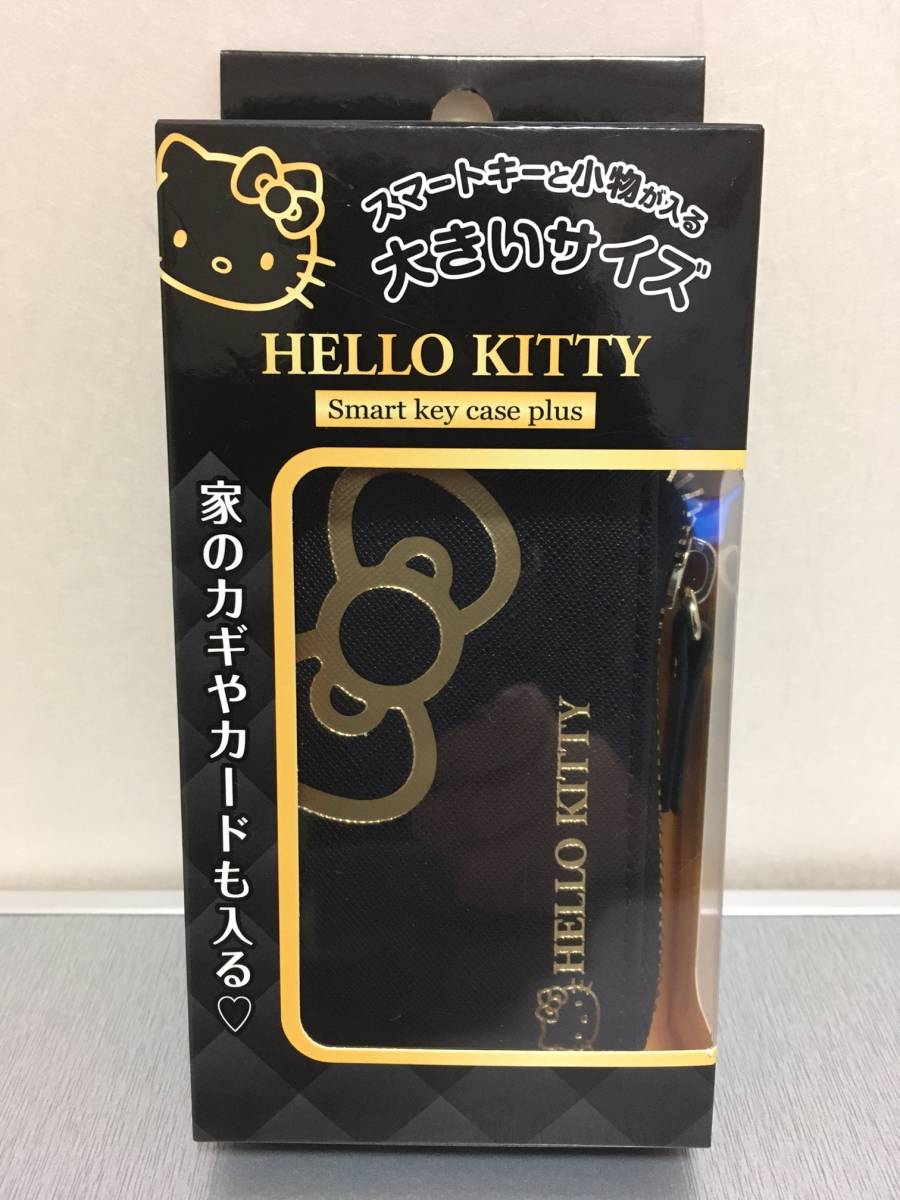 スマートキーと小物が入る
大きいサイズ
HELLO KITTY
Smart key case plus
家のカギやカードも入る♡
HELLO KITTY